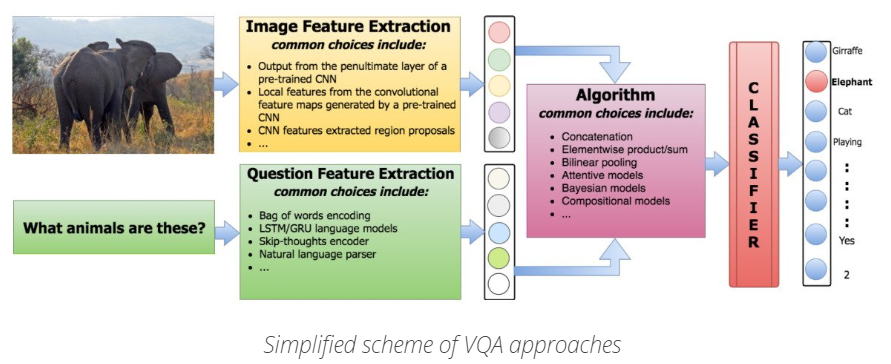 Image Feature Extraction
common choices include:
• Output from the penultimate layer of a
pre-trained CNN
• Local features from the convolutional
feature maps generated by a pre-trained
CNN
• CNN features extracted region proposals
• ...
What animals are these?
Question Feature Extraction
common choices include:
• Bag of words encoding
• LSTM/GRU language models
• Skip-thoughts encoder
• Natural language parser
• ...
Algorithm
common choices include:
• Concatenation
• Elementwise product/sum
• Bilinear pooling
• Attentive models
• Bayesian models
• Compositional models
• ...
CLASSIFIER
Girraffe
Elephant
Cat
Playing
Yes
2
Simplified scheme of VQA approaches